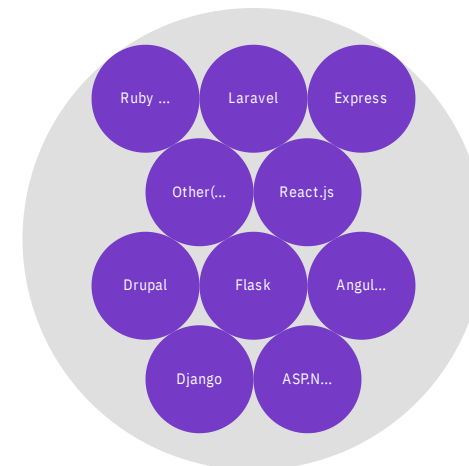 Ruby ...
Laravel
Express
Other(...
React.js
Drupal
Flask
Angul...
Django
ASP.N...